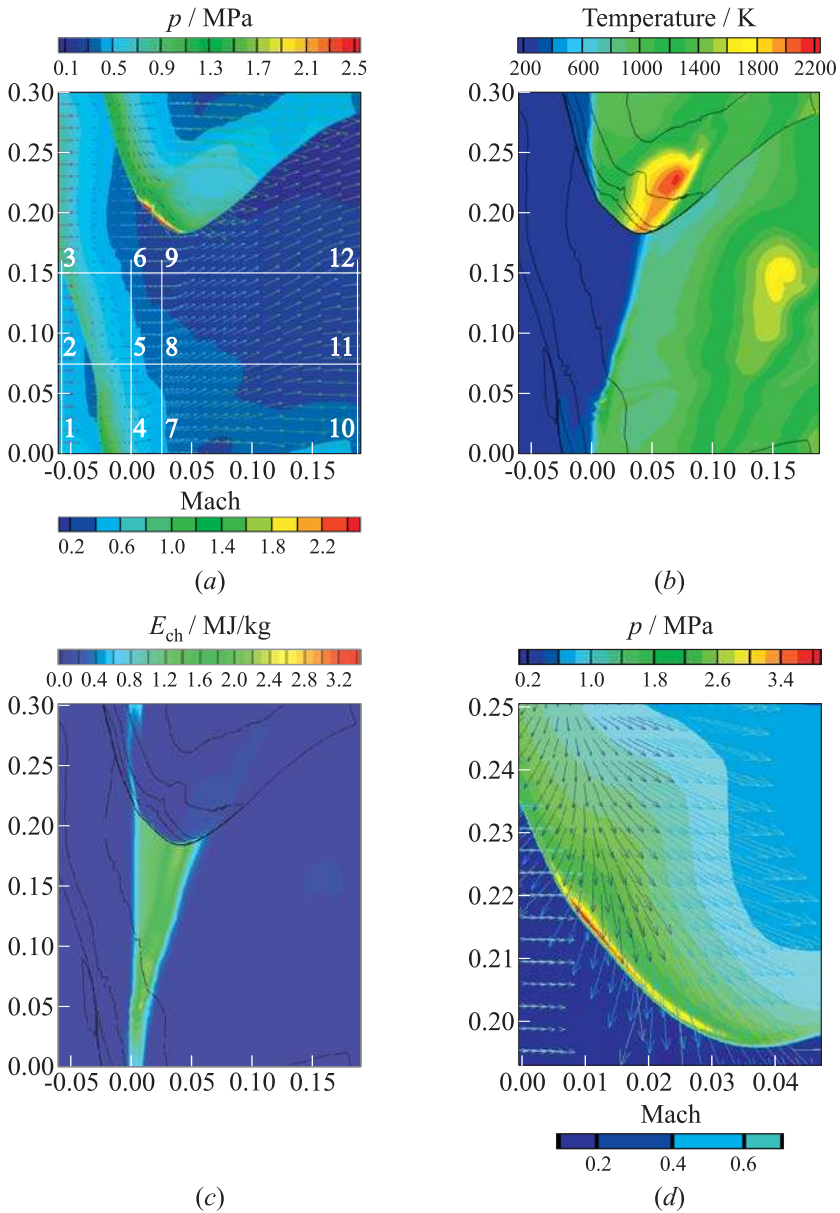 p / MPa
0.1 0.5 0.9 1.3 1.7 2.1 2.5
0.30
0.25
0.20
0.15
0.10
0.05
0.00
3 6 9 12
2 5 8 11
1 4 7 10
-0.05 0.00 0.05 0.10 0.15
Mach
0.2 0.6 1.0 1.4 1.8 2.2
(a)
Temperature / K
200 600 1000 1400 1800 2200
0.30
0.25
0.20
0.15
0.10
0.05
0.00
-0.05 0.00 0.05 0.10 0.15
(b)
Ech / MJ/kg
0.0 0.4 0.8 1.2 1.6 2.0 2.4 2.8 3.2
0.30
0.25
0.20
0.15
0.10
0.05
0.00
-0.05 0.00 0.05 0.10 0.15
(c)
p / MPa
0.2 1.0 1.8 2.6 3.4
0.25
0.24
0.23
0.22
0.21
0.20
0.00 0.01 0.02 0.03 0.04
Mach
0.2 0.4 0.6
(d)